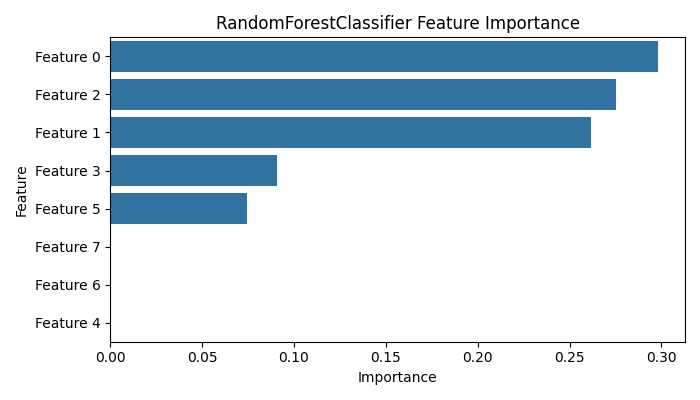 RandomForestClassifier Feature Importance
Feature 0
Feature 2
Feature 1
Feature 3
Feature 5
Feature 7
Feature 6
Feature 4
Feature
0.00 0.05 0.10 0.15 0.20 0.25 0.30
Importance